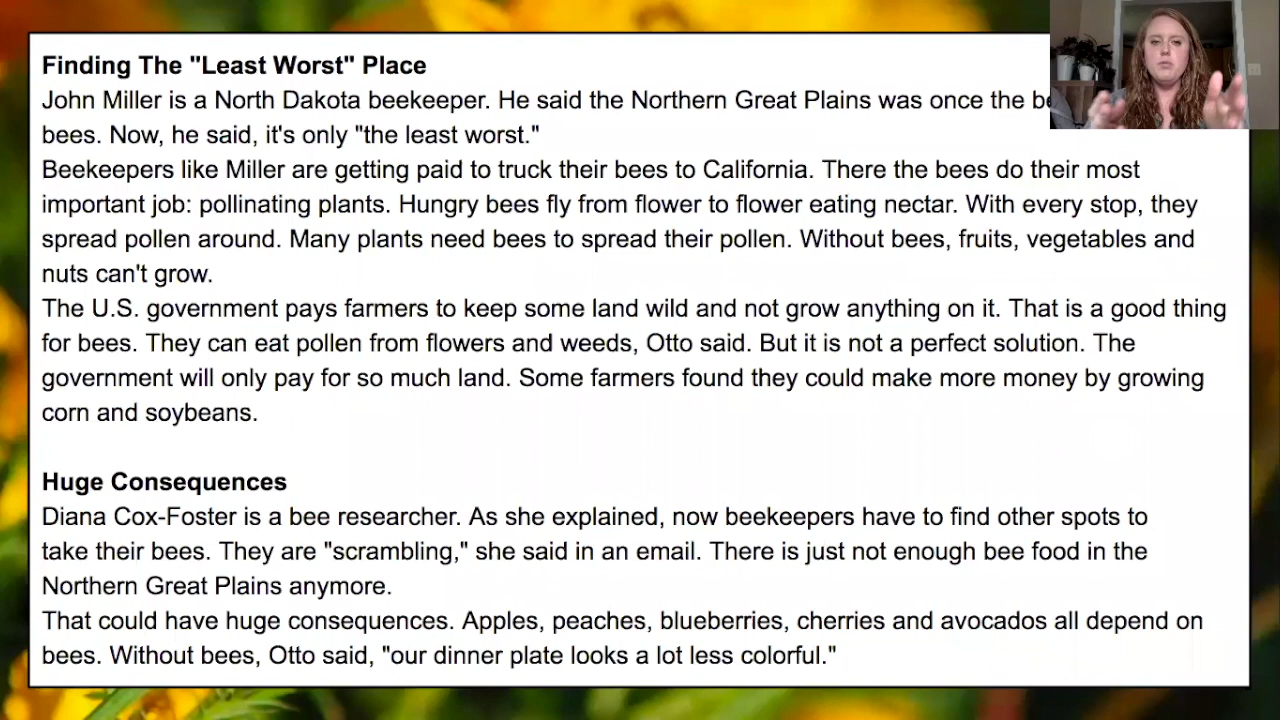 Finding The "Least Worst" Place
John Miller is a North Dakota beekeeper. He said the Northern Great Plains was once the
bees. Now, he said, it's only "the least worst."
Beekeepers like Miller are getting paid to truck their bees to California. There the bees do their most
important job: pollinating plants. Hungry bees fly from flower to flower eating nectar. With every stop, they
spread pollen around. Many plants need bees to spread their pollen. Without bees, fruits, vegetables and
nuts can't grow.
The U.S. government pays farmers to keep some land wild and not grow anything on it. That is a good thing
for bees. They can eat pollen from flowers and weeds, Otto said. But it is not a perfect solution. The
government will only pay for so much land. Some farmers found they could make more money by growing
corn and soybeans.
Huge Consequences
Diana Cox-Foster is a bee researcher. As she explained, now beekeepers have to find other spots to
take their bees. They are "scrambling," she said in an email. There is just not enough bee food in the
Northern Great Plains anymore.
That could have huge consequences. Apples, peaches, blueberries, cherries and avocados all depend on
bees. Without bees, Otto said, "our dinner plate looks a lot less colorful."